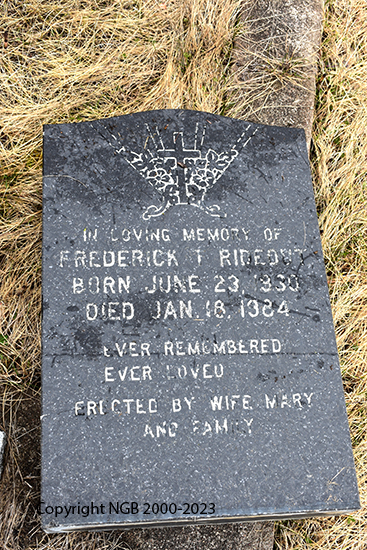 IN LOVING MEMORY OF
FREDERICK T RIDEOUT
BORN JUNE 23, 1930
DIED JAN. 18, 1984
EVER REMEMBERED
EVER LOVED
ERECTED BY WIFE MARY
AND FAMILY
Copyright NGB 2000-2023